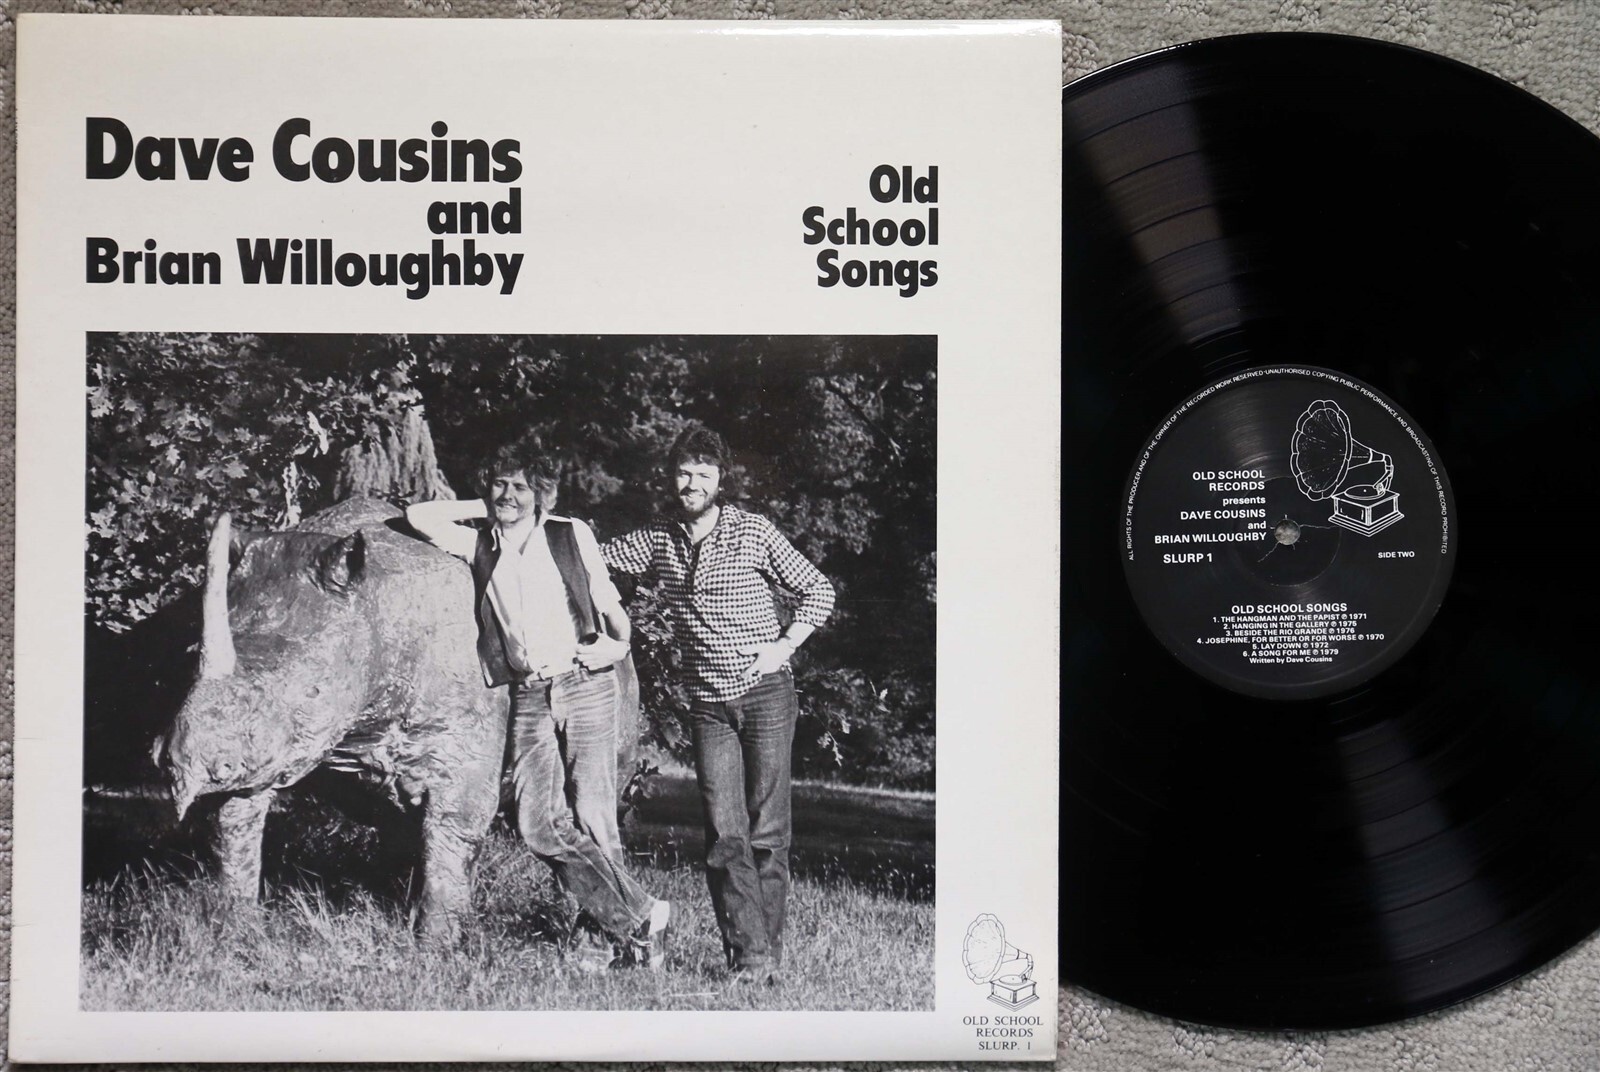 Dave Cousins
and
Brian Willoughby
Old
School
Songs
OLD SCHOOL
RECORDS
SLURP. 1
ALL RIGHTS OF THE PRODUCER AND OF THE OWNER OF THE RECORDED WORK RESERVED·UNAUTHORISED COPYING PUBLIC PERFORMANCE AND BROADCASTING OF THIS RECORD PROHIBITED
OLD SCHOOL
RECORDS
presents
DAVE COUSINS
and
BRIAN WILLOUGHBY
SLURP 1
SIDE TWO
OLD SCHOOL SONGS
1. THE HANGMAN AND THE PAPIST ℗ 1971
2. HANGING IN THE GALLERY ℗ 1975
3. BESIDE THE RIO GRANDE ℗ 1976
4. JOSEPHINE, FOR BETTER OR FOR WORSE ℗ 1970
5. LAY DOWN ℗ 1972
6. A SONG FOR ME ℗ 1979
Written by Dave Cousins